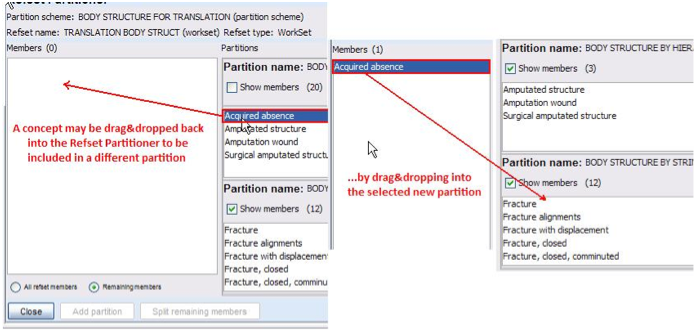 Refset Partitioner
Partition scheme: BODY STRUCTURE FOR TRANSLATION (partition scheme)
Refset name: TRANSLATION BODY STRUCT (workset) Refset type: WorkSet
Members (0)
Partitions
Partition name: BODY
Show members (20)
Acquired absence
Amputated structure
Amputation wound
Surgical amputated struct
A concept may be drag&dropped back
into the Refset Partitioner to be
included in a different partition
Partition name: BODY
Show members (12)
Fracture
Fracture alignments
Fracture with displacement
Fracture, closed
Fracture, closed, comminu
All refset members
Remaining members
Close
Add partition
Split remaining members
Members (1)
Acquired absence
...by drag&dropping into
the selected new partition
Partition name: BODY STRUCTURE BY HIER
Show members (3)
Amputated structure
Amputation wound
Surgical amputated structure
Partition name: BODY STRUCTURE BY STRI
Show members (12)
Fracture
Fracture alignments
Fracture with displacement
Fracture, closed
Fracture, closed, comminuted